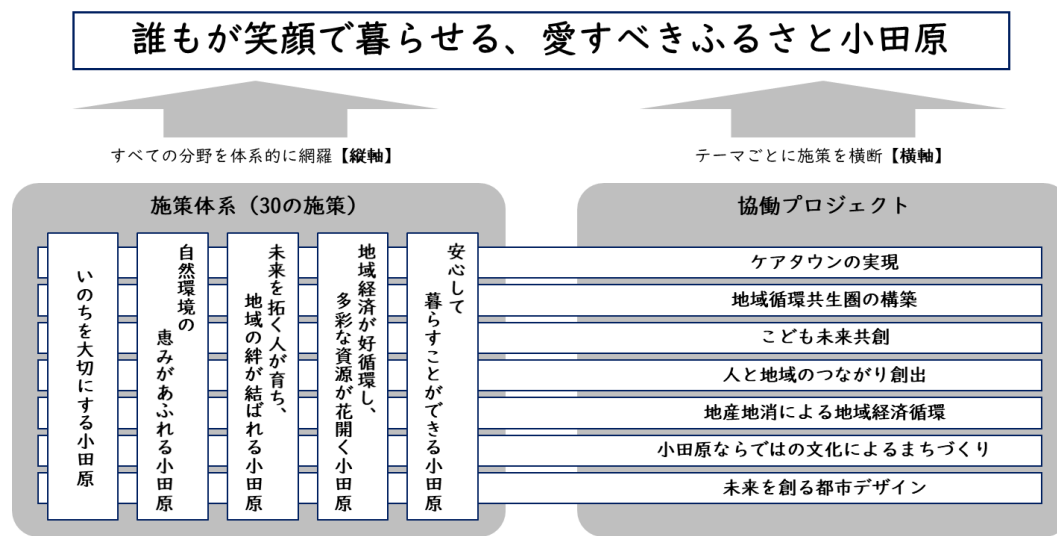 誰もが笑顔で暮らせる、愛すべきふるさと小田原
すべての分野を体系的に網羅【縦軸】
テーマごとに施策を横断【横軸】
施策体系（30の施策）
いのちを大切にする小田原
自然環境の
恵みがあふれる小田原
未来を拓く人が育ち、
地域の絆が結ばれる小田原
地域経済が好循環し、
多彩な資源が花開く小田原
安心して
暮らすことができる小田原
協働プロジェクト
ケアタウンの実現
地域循環共生圏の構築
こども未来共創
人と地域のつながり創出
地産地消による地域経済循環
小田原ならではの文化によるまちづくり
未来を創る都市デザイン